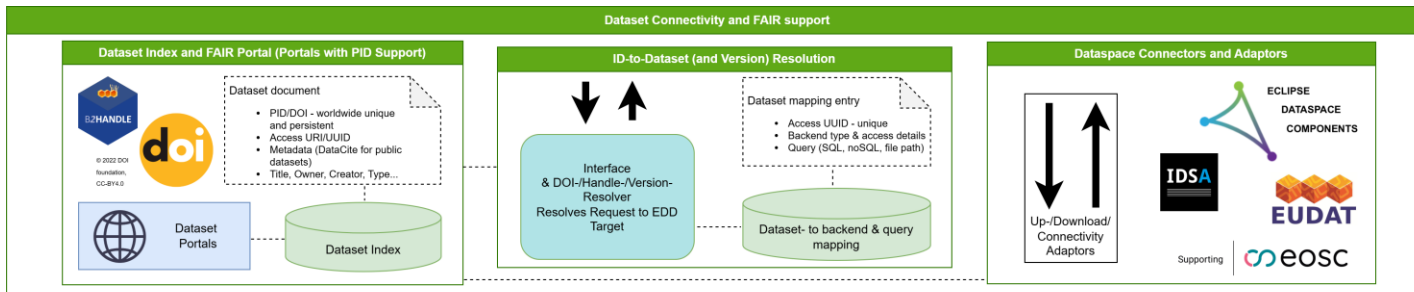 Dataset Connectivity and FAIR support
Dataset Index and FAIR Portal (Portals with PID Support)
B2HANDLE
doi
© 2022 DOI
foundation,
CC-BY4.0
Dataset document
• PID/DOI - worldwide unique
and persistent
• Access URI/UUID
• Metadata (DataCite for public
datasets)
• Title, Owner, Creator, Type...
Dataset
Portals
Dataset Index
ID-to-Dataset (and Version) Resolution
Interface
& DOI-/Handle-/Version-
Resolver
Resolves Request to EDD
Target
Dataset mapping entry
• Access UUID - unique
• Backend type & access details
• Query (SQL, noSQL, file path)
Dataset- to backend & query
mapping
Dataspace Connectors and Adaptors
Up-/Download/
Connectivity
Adaptors
ECLIPSE
DATASPACE
COMPONENTS
IDSA
EUDAT
Supporting
eosc